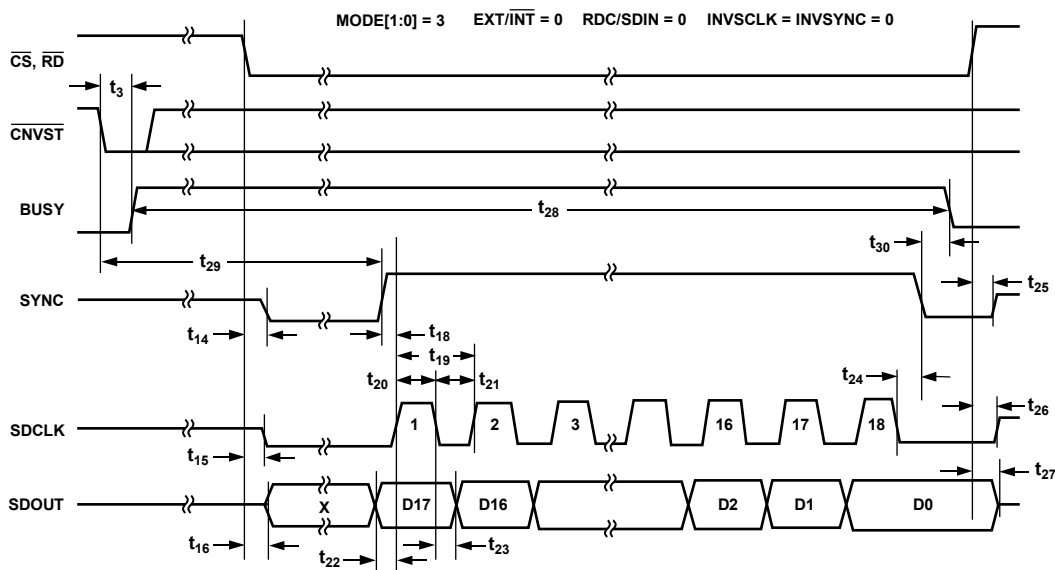 MODE[1:0] = 3 EXT/INT = 0 RDC/SDIN = 0 INVSCLK = INVSYNC = 0
CS, RD
t3
CNVST
BUSY
t28
t30
t29
SYNC
t25
t14
t18
t19
t20
t21
t24
t26
SDCLK
1 2 3 16 17 18
t15
t27
SDOUT
X D17 D16 D2 D1 D0
t16
t22
t23